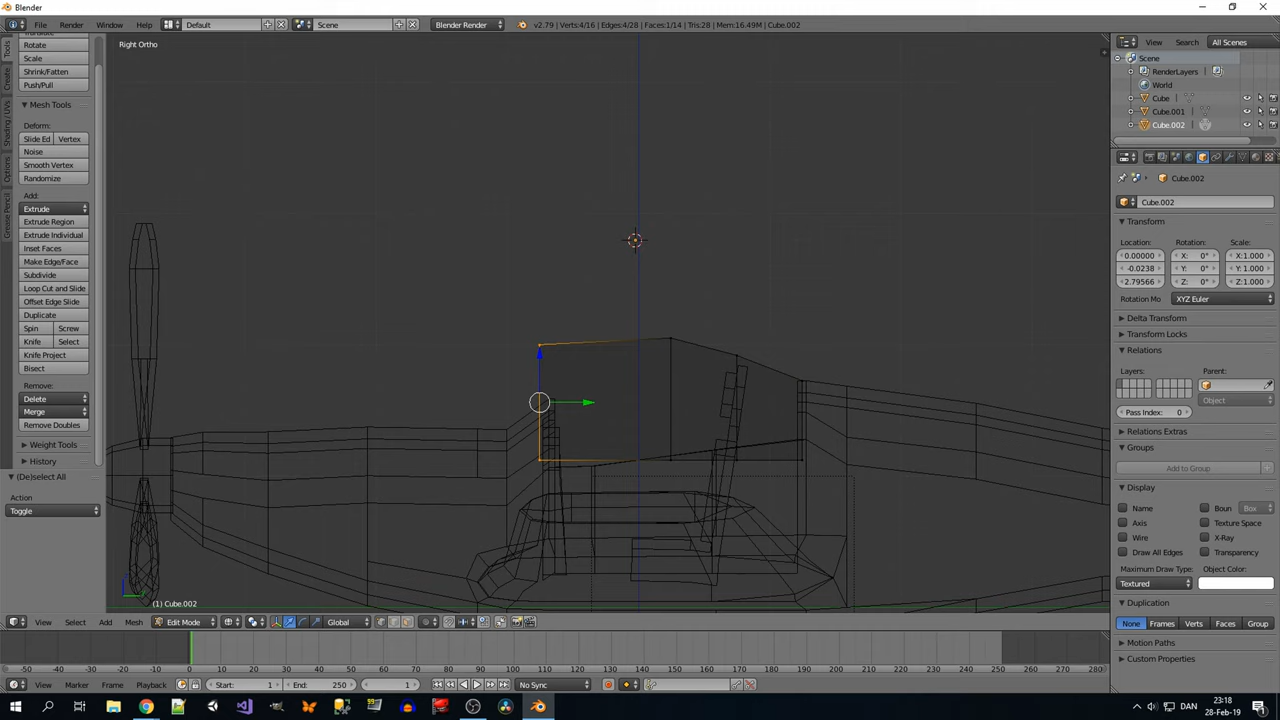 Blender
File
Render
Window
Help
Default
Scene
Blender Render
v2.79 | Verts:4/16 | Edges:4/28 | Faces:1/14 | Tris:28 | Mem:16.49M | Cube.002
View
Search
All Scenes
Tools
Create
Shading / UVs
Options
Grease Pencil
Rotate
Scale
Shrink/Fatten
Push/Pull
Mesh Tools
Deform:
Slide Ed
Vertex
Noise
Smooth Vertex
Randomize
Add:
Extrude
Extrude Region
Extrude Individual
Inset Faces
Make Edge/Face
Subdivide
Loop Cut and Slide
Offset Edge Slide
Duplicate
Spin
Screw
Knife
Select
Knife Project
Bisect
Remove:
Delete
Merge
Remove Doubles
Weight Tools
History
(De)select All
Action
Toggle
Right Ortho
(1) Cube.002
Scene
RenderLayers
World
Cube
Cube.001
Cube.002
Cube.002
Cube.002
Transform
Location:
Rotation:
Scale:
0.00000
X: 0°
X:1.000
-0.0238
Y: 0°
Y: 1.000
2.79566
Z: 0°
Z:1.000
Rotation Mo
XYZ Euler
Delta Transform
Transform Locks
Relations
Layers:
Parent:
Object
Pass Index: 0
Relations Extras
Groups
Add to Group
Display
Name
Boun
Box
Axis
Texture Space
Wire
X-Ray
Draw All Edges
Transparency
Maximum Draw Type:
Object Color:
Textured
Duplication
None
Frames
Verts
Faces
Group
Motion Paths
Custom Properties
View
Select
Add
Mesh
Edit Mode
Global
-50 -40 -30 -20 -10 0 10 20 30 40 50 60 70 80 90 100 110 120 130 140 150 160 170 180 190 200 210 220 230 240 250 260 270 280
View
Marker
Frame
Playback
Start: 1
End: 250
1
No Sync
DAN
23:18
28-Feb-19